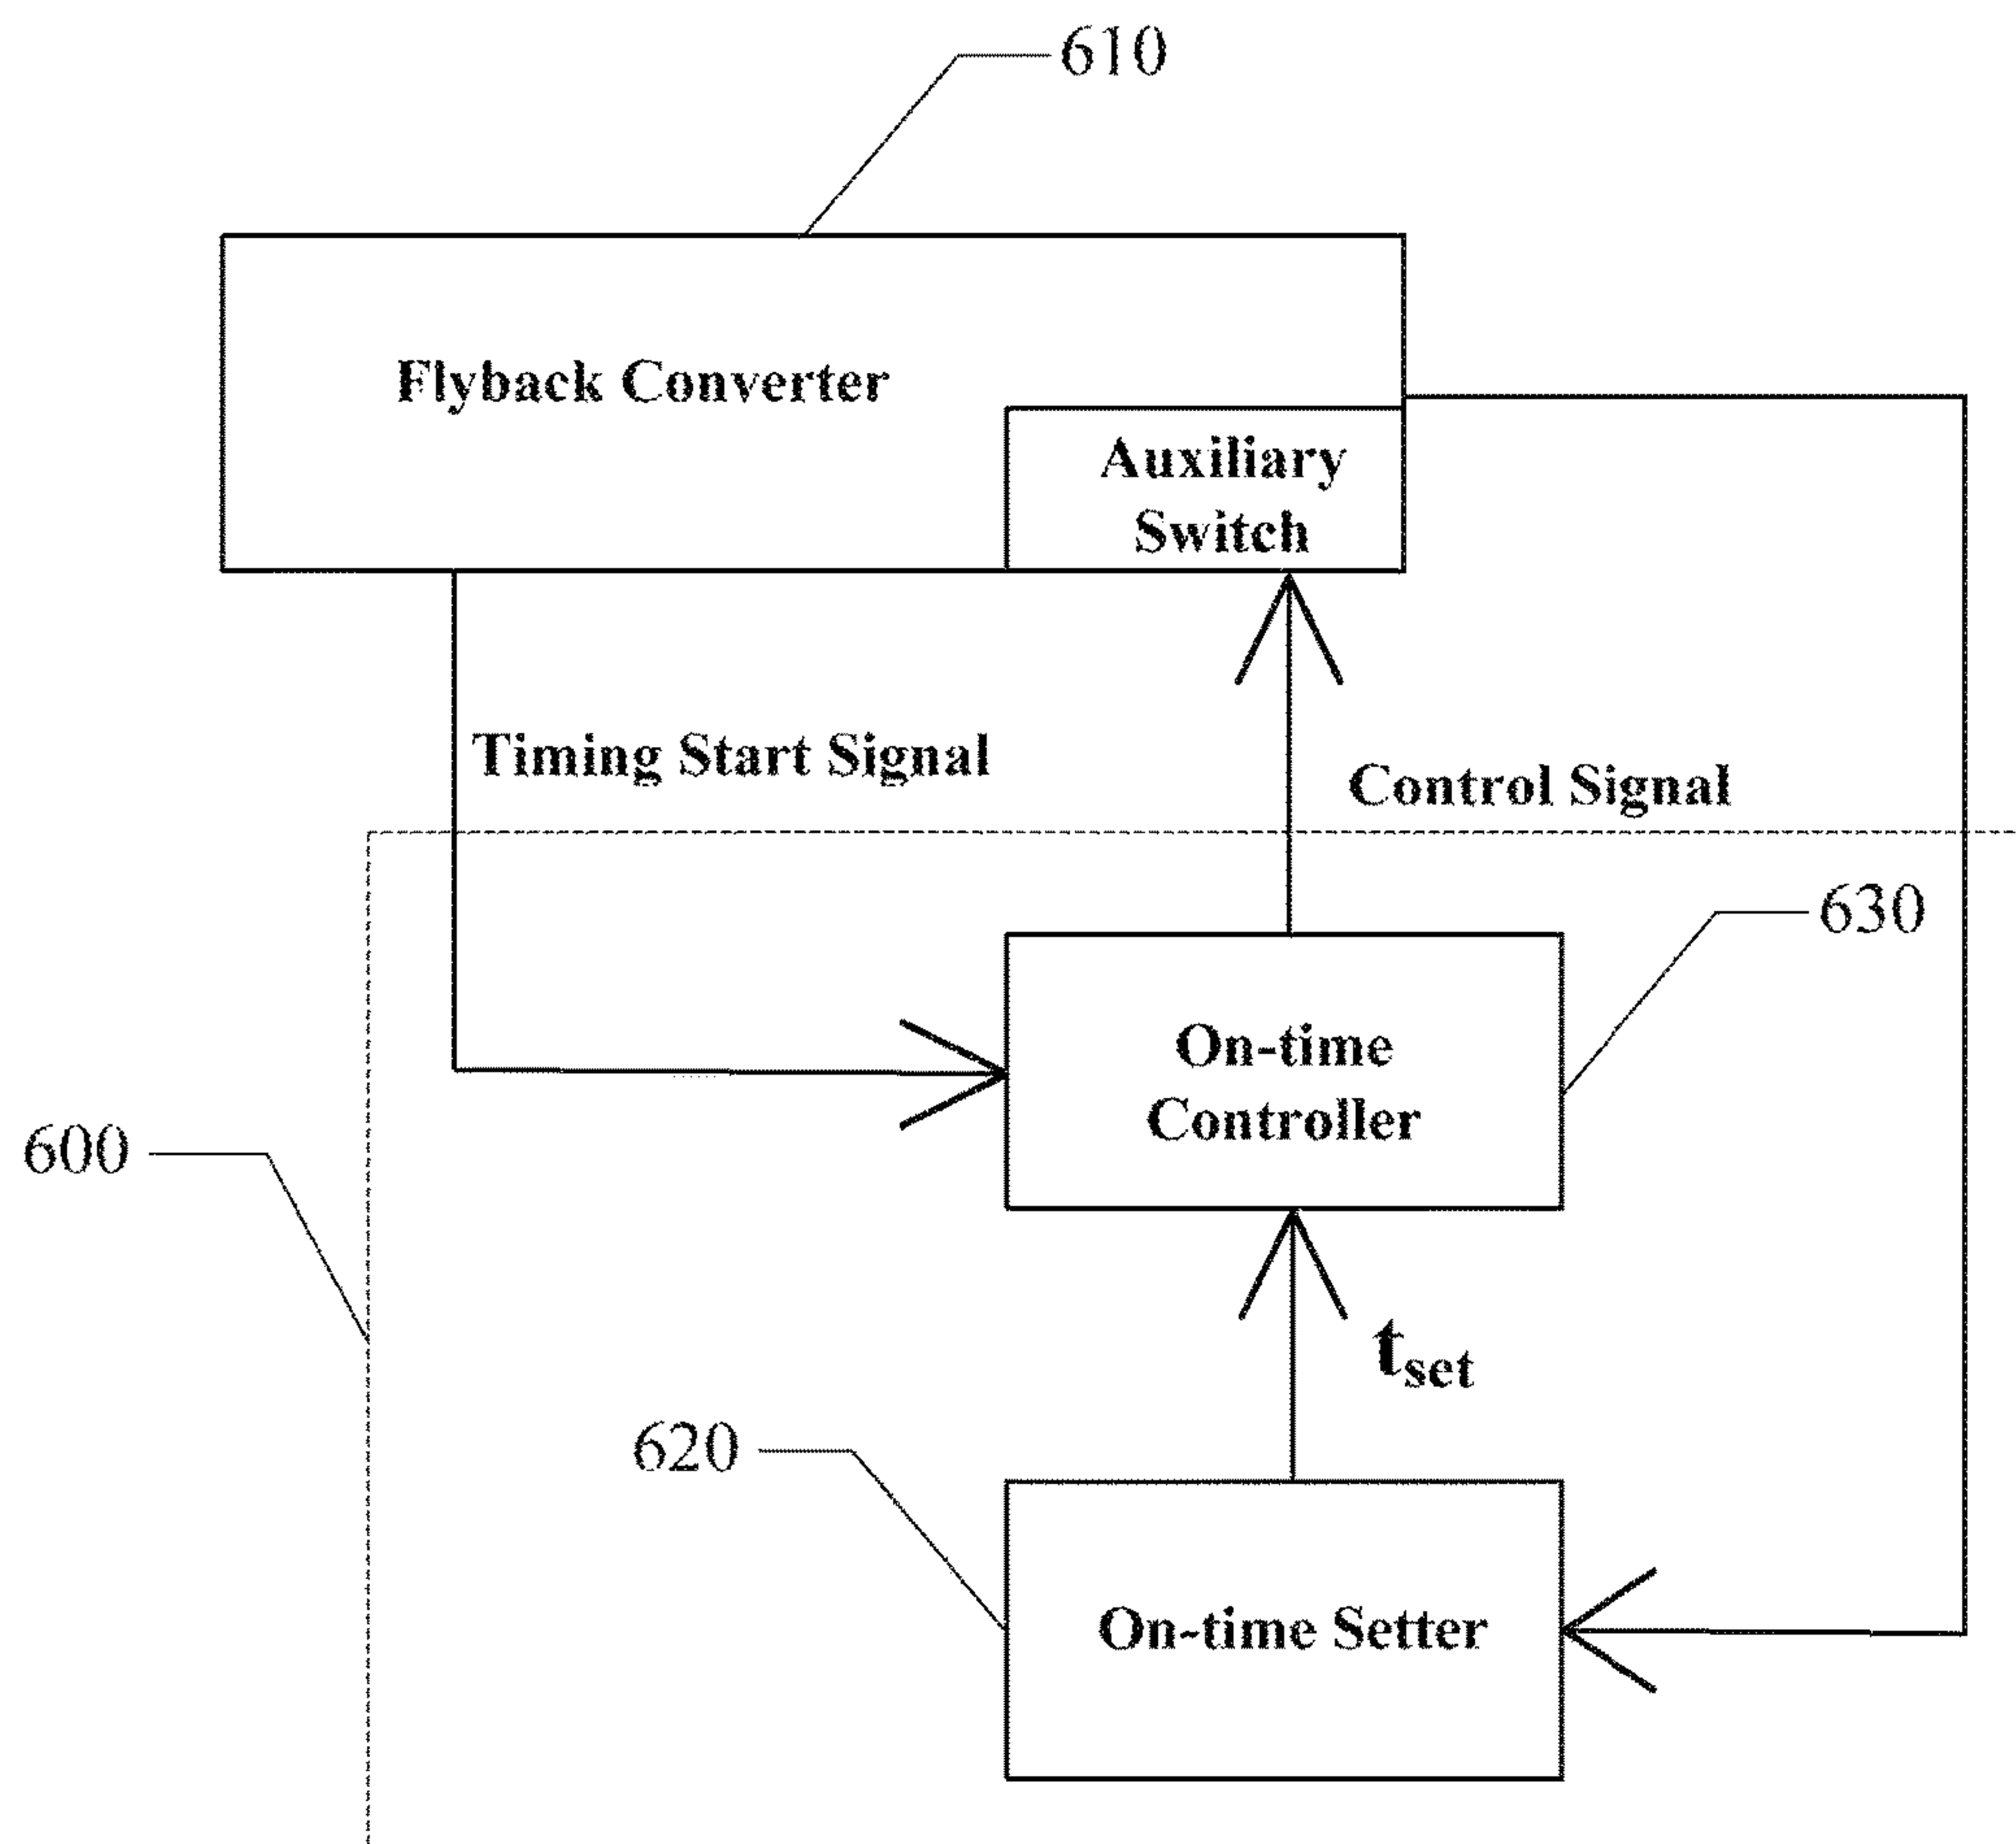 610
Flyback Converter
Auxiliary
Switch
Timing Start Signal
Control Signal
630
On-time
Controller
600
t_set
620
On-time Setter